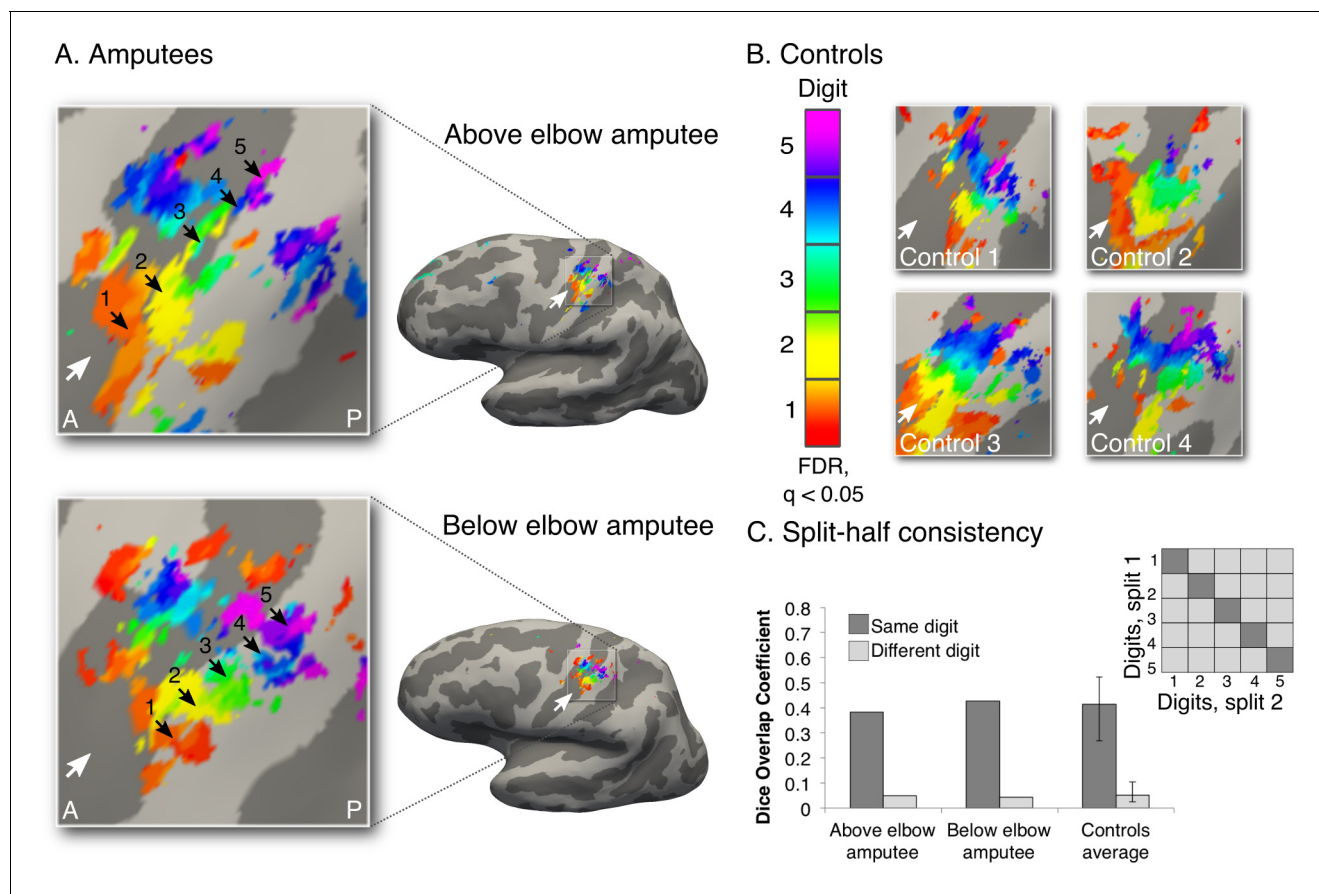 A. Amputees
Above elbow amputee
1
2
3
4
5
A
P
Below elbow amputee
1
2
3
4
5
A
P
B. Controls
Digit
5
4
3
2
1
FDR,
q < 0.05
Control 1
Control 2
Control 3
Control 4
C. Split-half consistency
Dice Overlap Coefficient
0.8
0.7
0.6
0.5
0.4
0.3
0.2
0.1
0
Same digit
Different digit
Above elbow
amputee
Below elbow
amputee
Controls
average
Digits, split 1
1
2
3
4
5
1 2 3 4 5
Digits, split 2